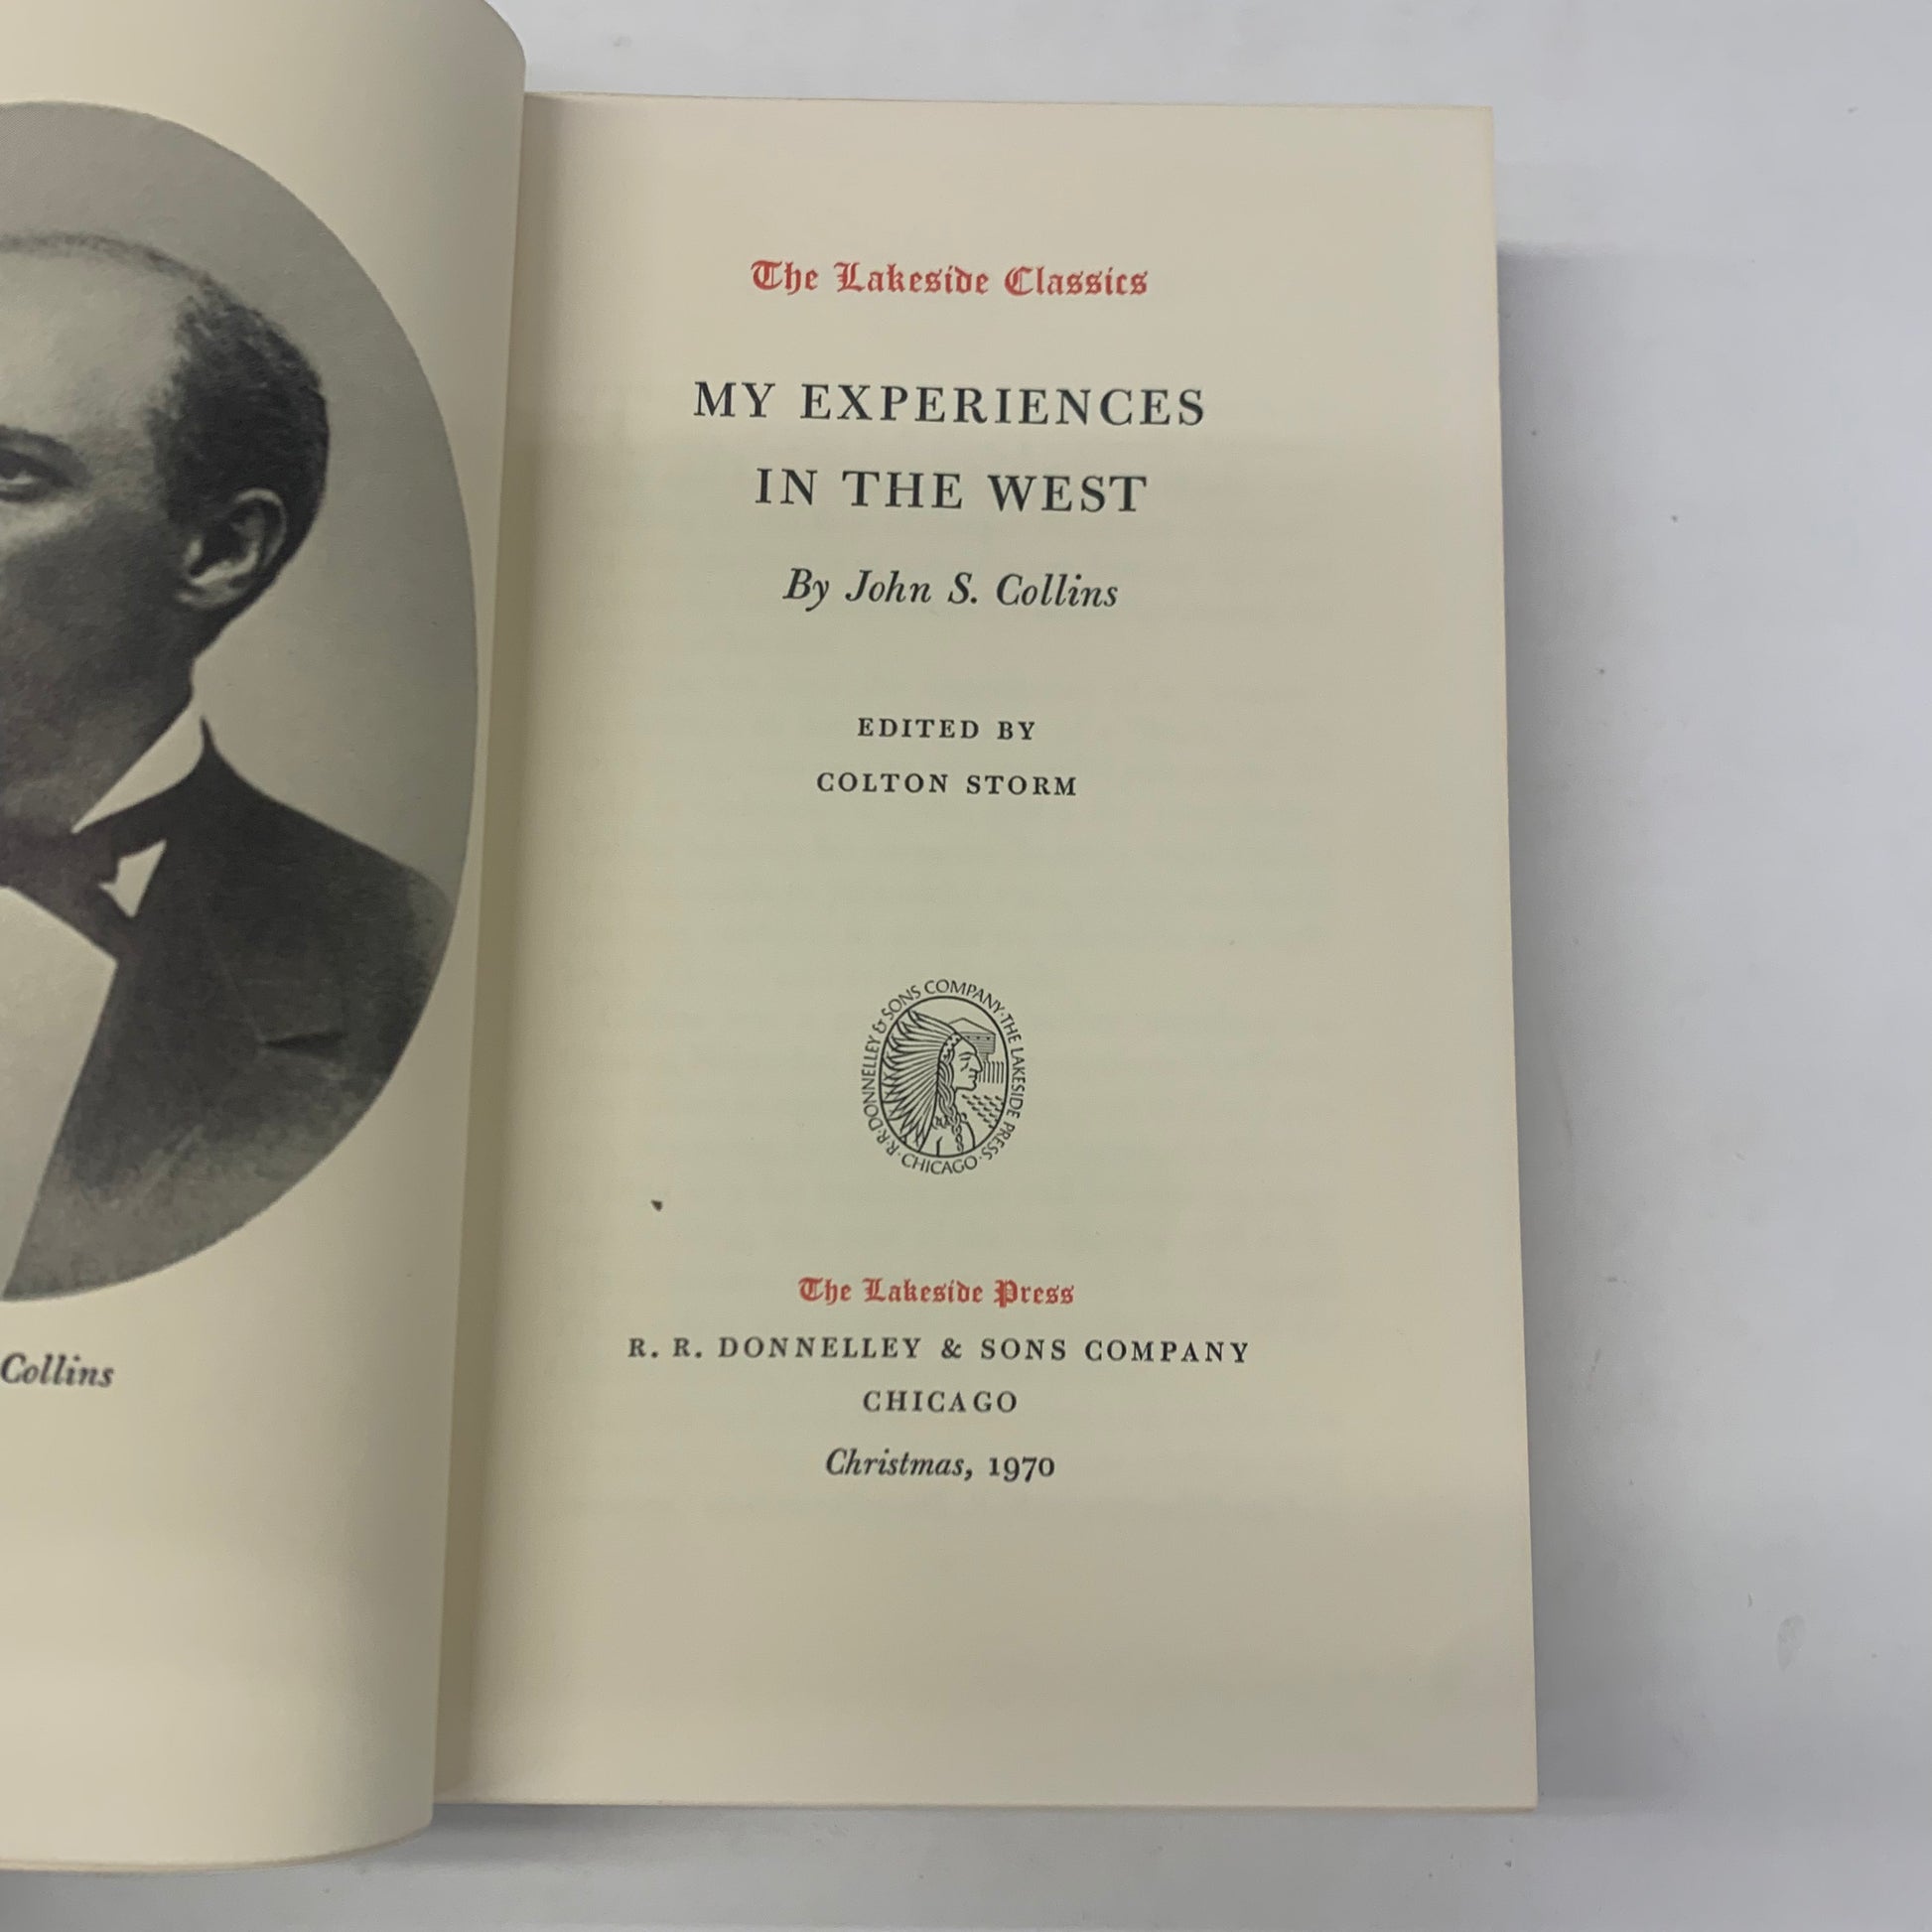 Collins
The Lakeside Classics
MY EXPERIENCES
IN THE WEST
By John S. Collins
EDITED BY
COLTON STORM
R·R·DONNELLEY & SONS COMPANY·THE LAKESIDE PRESS·CHICAGO·
The Lakeside Press
R. R. DONNELLEY & SONS COMPANY
CHICAGO
Christmas, 1970